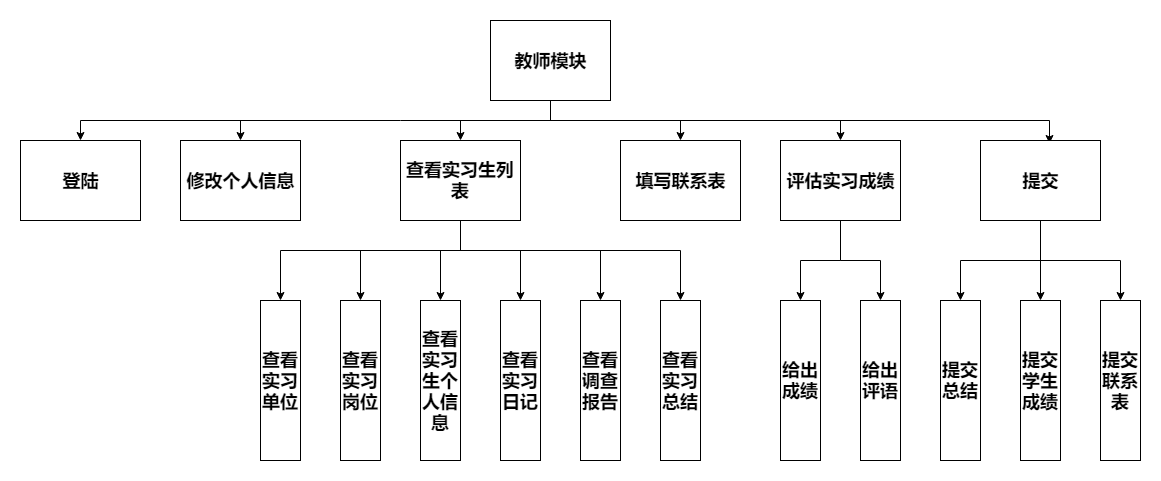 教师模块
登陆
修改个人信息
查看实习生列
表
填写联系表
评估实习成绩
提交
查看
实习
单位
查看
实习
岗位
查看
实习
生个
人信
息
查看
实习
日记
查看
调查
报告
查看
实习
总结
给出
成绩
给出
评语
提交
总结
提交
学生
成绩
提交
联系
表